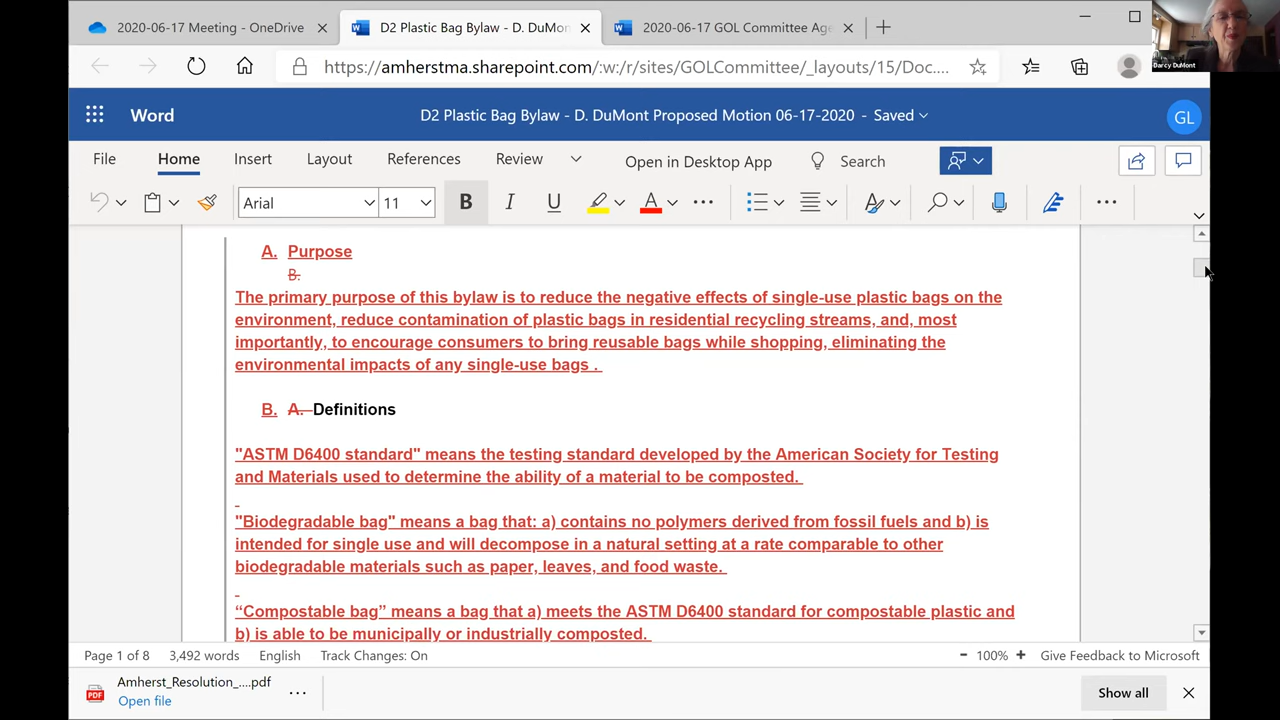 2020-06-17 Meeting - OneDrive
D2 Plastic Bag Bylaw - D. DuMon
2020-06-17 GOL Committee Age
https://amherstma.sharepoint.com/:w:/r/sites/GOLCommittee/_layouts/15/Doc....
Darcy DuMont
Word
D2 Plastic Bag Bylaw - D. DuMont Proposed Motion 06-17-2020 - Saved
GL
File Home Insert Layout References Review Open in Desktop App Search
Arial 11 B I U A
A. Purpose
B.
The primary purpose of this bylaw is to reduce the negative effects of single-use plastic bags on the
environment, reduce contamination of plastic bags in residential recycling streams, and, most
importantly, to encourage consumers to bring reusable bags while shopping, eliminating the
environmental impacts of any single-use bags .
B. A. Definitions
"ASTM D6400 standard" means the testing standard developed by the American Society for Testing
and Materials used to determine the ability of a material to be composted.
"Biodegradable bag" means a bag that: a) contains no polymers derived from fossil fuels and b) is
intended for single use and will decompose in a natural setting at a rate comparable to other
biodegradable materials such as paper, leaves, and food waste.
“Compostable bag” means a bag that a) meets the ASTM D6400 standard for compostable plastic and
b) is able to be municipally or industrially composted.
Page 1 of 8 3,492 words English Track Changes: On - 100% + Give Feedback to Microsoft
PDF
Amherst_Resolution_....pdf
Open file
Show all